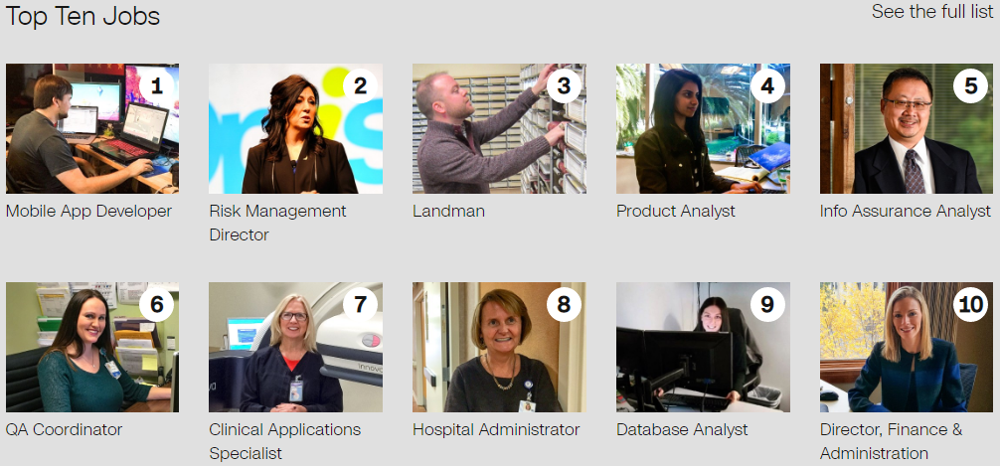 Top Ten Jobs
See the full list
1
2
3
4
5
Mobile App Developer
Risk Management
Director
Landman
Product Analyst
Info Assurance Analyst
6
7
8
9
10
QA Coordinator
Clinical Applications
Specialist
Hospital Administrator
Database Analyst
Director, Finance &
Administration